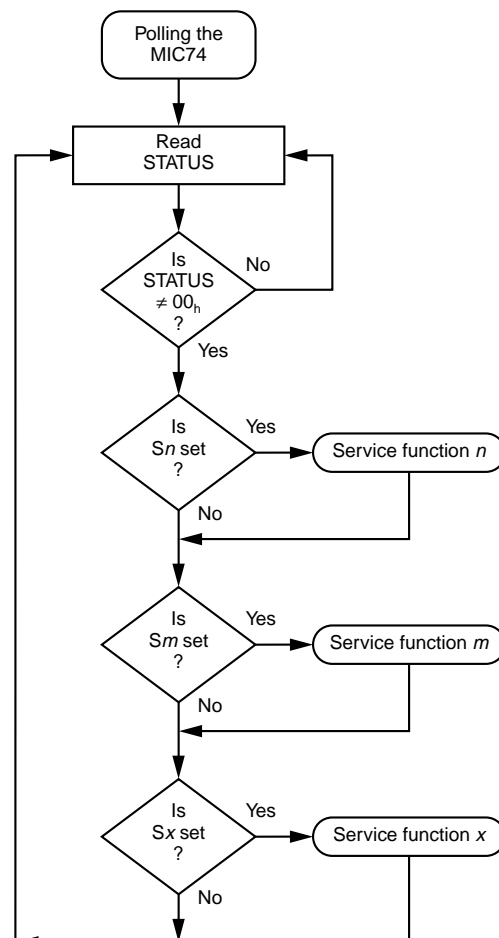 Polling the
MIC74
Read
STATUS
Is
STATUS
≠ 00h
?
No
Yes
Is
Sn set
?
Yes
Service function n
No
Is
Sm set
?
Yes
Service function m
No
Is
Sx set
?
Yes
Service function x
No